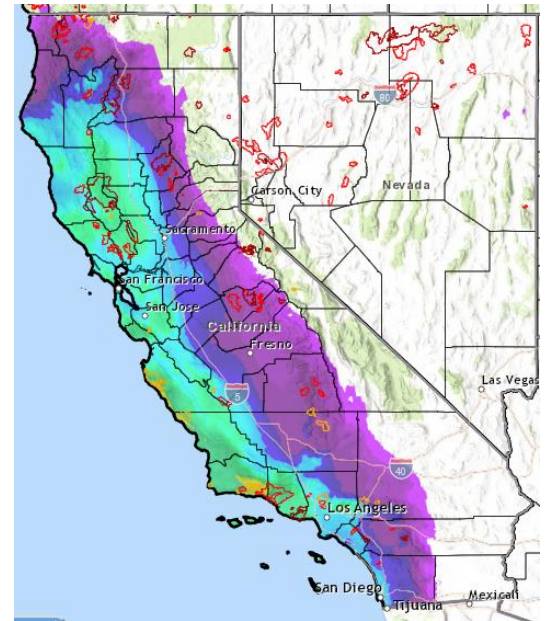 80
Carson City
Nevada
Sacramento
San Francisco
San Jose
California
Fresno
Las Vegas
5
40
Los Angeles
San Diego
Mexicali
Tijuana